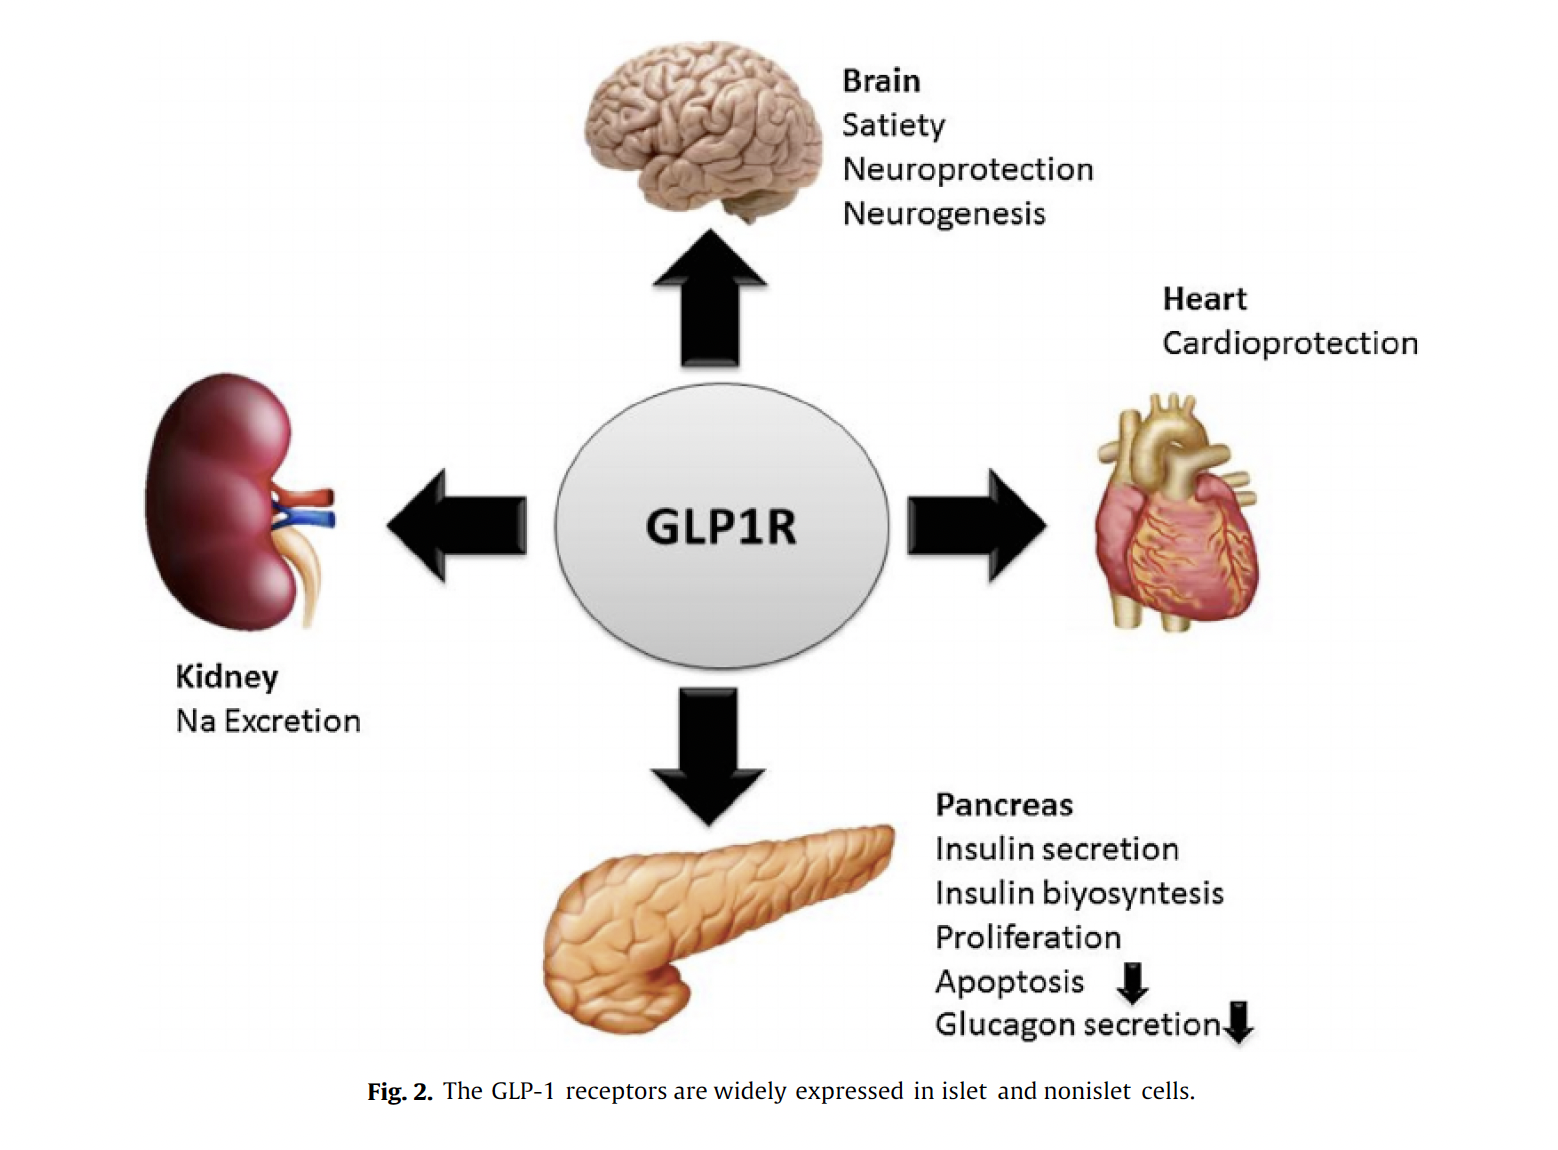 Brain
Satiety
Neuroprotection
Neurogenesis
Heart
Cardioprotection
GLP1R
Kidney
Na Excretion
Pancreas
Insulin secretion
Insulin biyosyntesis
Proliferation
Apoptosis
Glucagon secretion
Fig. 2. The GLP-1 receptors are widely expressed in islet and nonislet cells.